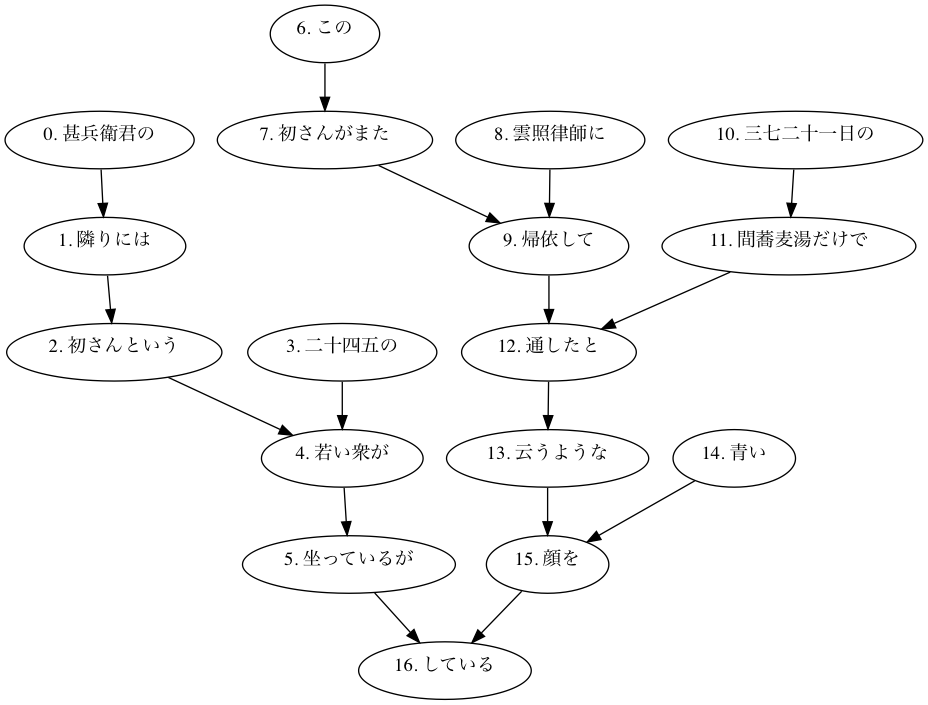 6. この
0. 甚兵衛君の
7. 初さんがまた
8. 雲照律師に
10. 三七二十一日の
1. 隣りには
9. 帰依して
11. 間蕎麦湯だけで
2. 初さんという
3. 二十四五の
12. 通したと
4. 若い衆が
13. 云うような
14. 青い
5. 坐っているが
15. 顔を
16. している